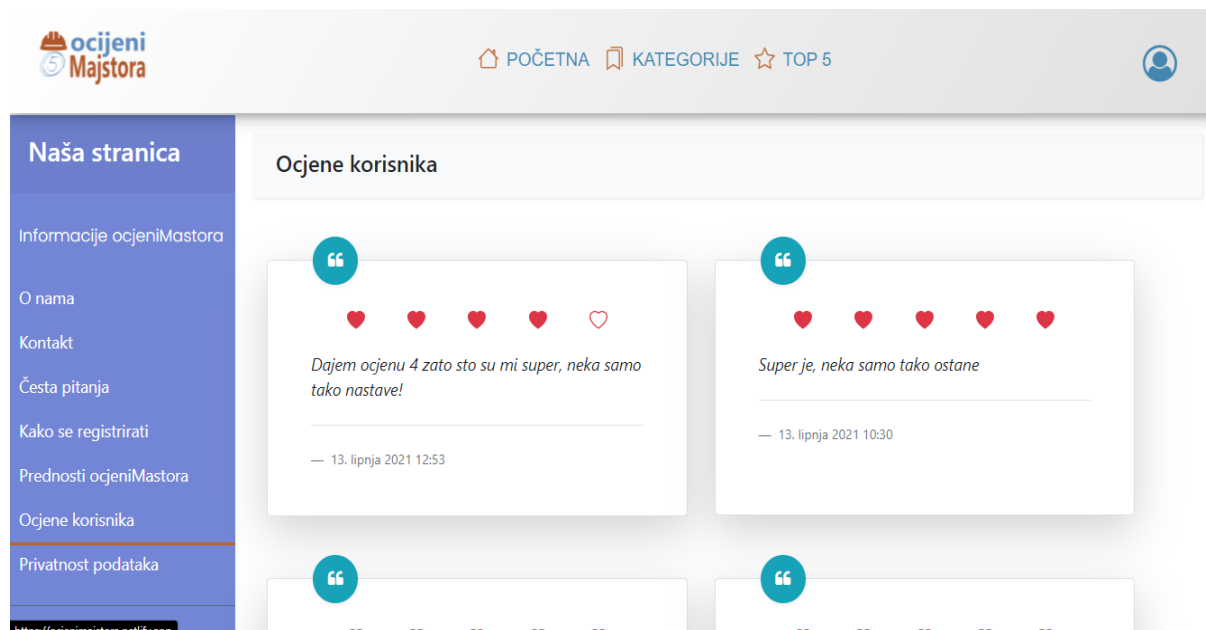 ocijeni
5 Majstora
POČETNA KATEGORIJE TOP 5
Naša stranica
Informacije ocjeniMastora
O nama
Kontakt
Česta pitanja
Kako se registrirati
Prednosti ocjeniMastora
Ocjene korisnika
Privatnost podataka
Ocjene korisnika
“
Dajem ocjenu 4 zato sto su mi super, neka samo
tako nastave!
— 13. lipnja 2021 12:53
“
Super je, neka samo tako ostane
— 13. lipnja 2021 10:30
“
“